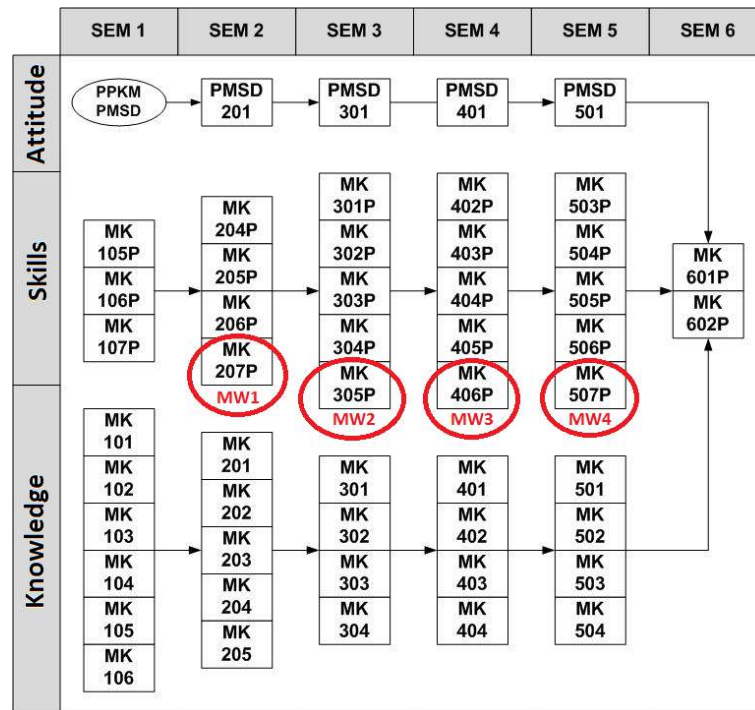 SEM 1
SEM 2
SEM 3
SEM 4
SEM 5
SEM 6
Attitude
PPKM
PMSD
PMSD
201
PMSD
301
PMSD
401
PMSD
501
Skills
MK
105P
MK
106P
MK
107P
MK
204P
MK
205P
MK
206P
MK
207P
MW1
MK
301P
MK
302P
MK
303P
MK
304P
MK
305P
MW2
MK
402P
MK
403P
MK
404P
MK
405P
MK
406P
MW3
MK
503P
MK
504P
MK
505P
MK
506P
MK
507P
MW4
MK
601P
MK
602P
Knowledge
MK
101
MK
102
MK
103
MK
104
MK
105
MK
106
MK
201
MK
202
MK
203
MK
204
MK
205
MK
301
MK
302
MK
303
MK
304
MK
401
MK
402
MK
403
MK
404
MK
501
MK
502
MK
503
MK
504